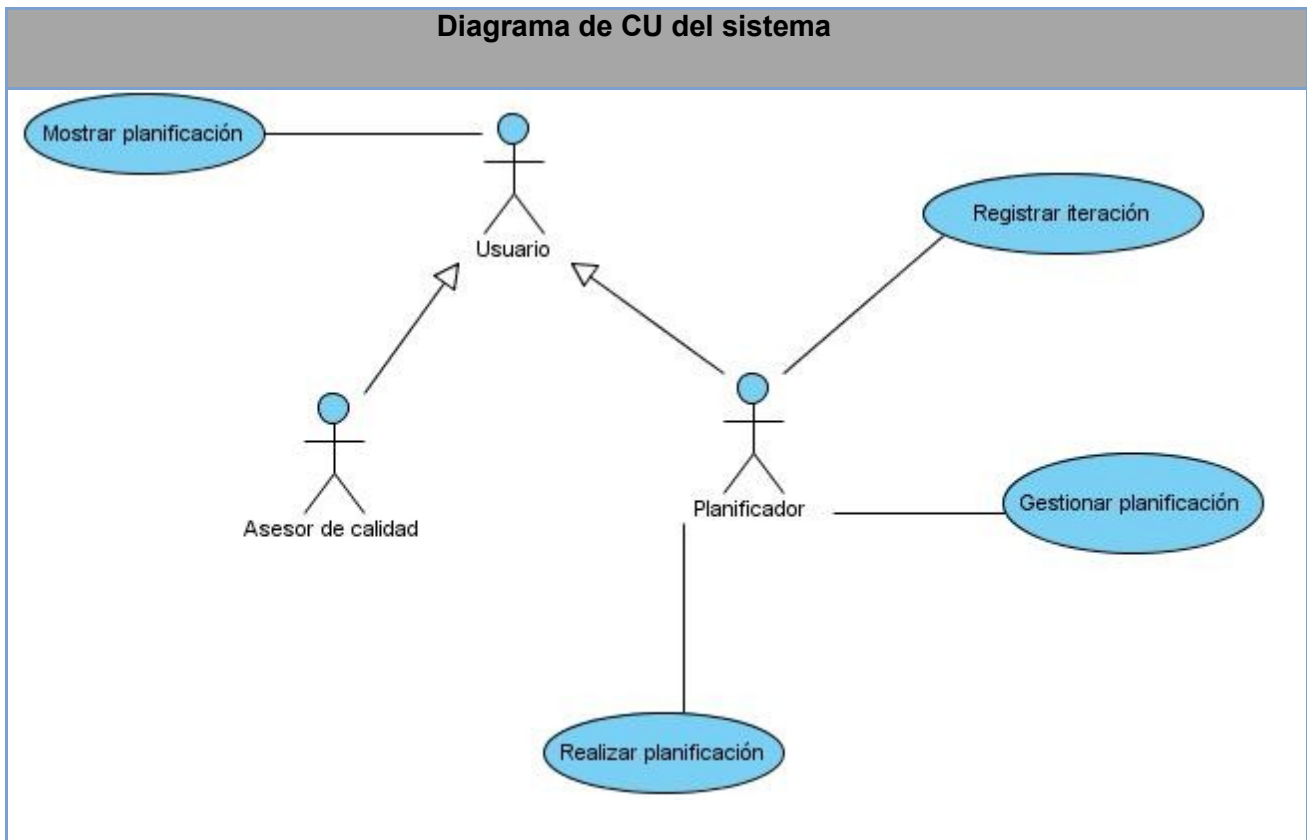 Diagrama de CU del sistema
Mostrar planificación
Usuario
Registrar iteración
Asesor de calidad
Planificador
Gestionar planificación
Realizar planificación